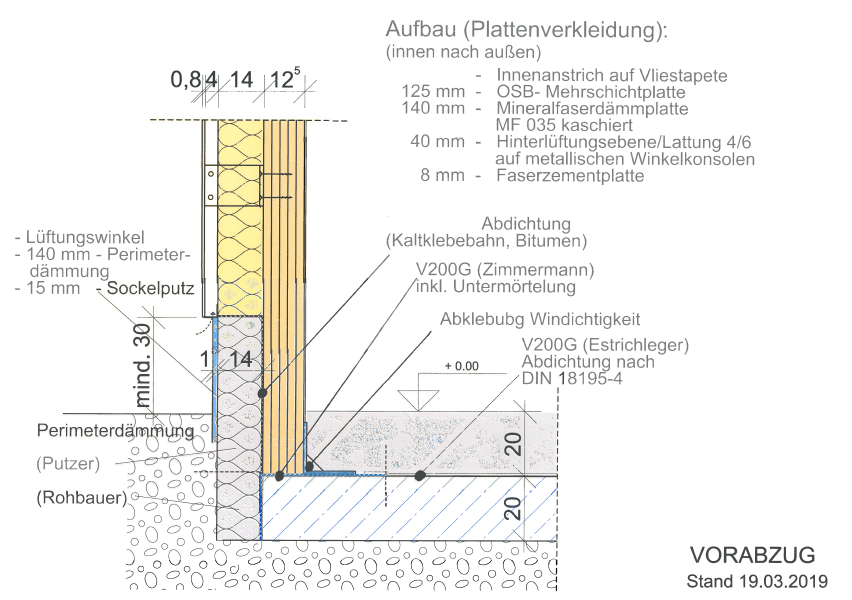 Aufbau (Plattenverkleidung):
(innen nach außen)
- Innenanstrich auf Vliestapete
125 mm - OSB- Mehrschichtplatte
140 mm - Mineralfaserdämmplatte
MF 035 kaschiert
40 mm - Hinterlüftungsebene/Lattung 4/6
auf metallischen Winkelkonsolen
8 mm - Faserzementplatte
0,8 4 14 12⁵
Abdichtung
(Kaltklebebahn, Bitumen)
- Lüftungswinkel
- 140 mm - Perimeter-
dämmung
- 15 mm - Sockelputz
V200G (Zimmermann)
inkl. Untermörtelung
Abklebubg Windichtigkeit
V200G (Estrichleger)
Abdichtung nach
DIN 18195-4
+ 0.00
mind. 30
1 14
Perimeterdämmung
(Putzer)
(Rohbauer)
20
20
VORABZUG
Stand 19.03.2019